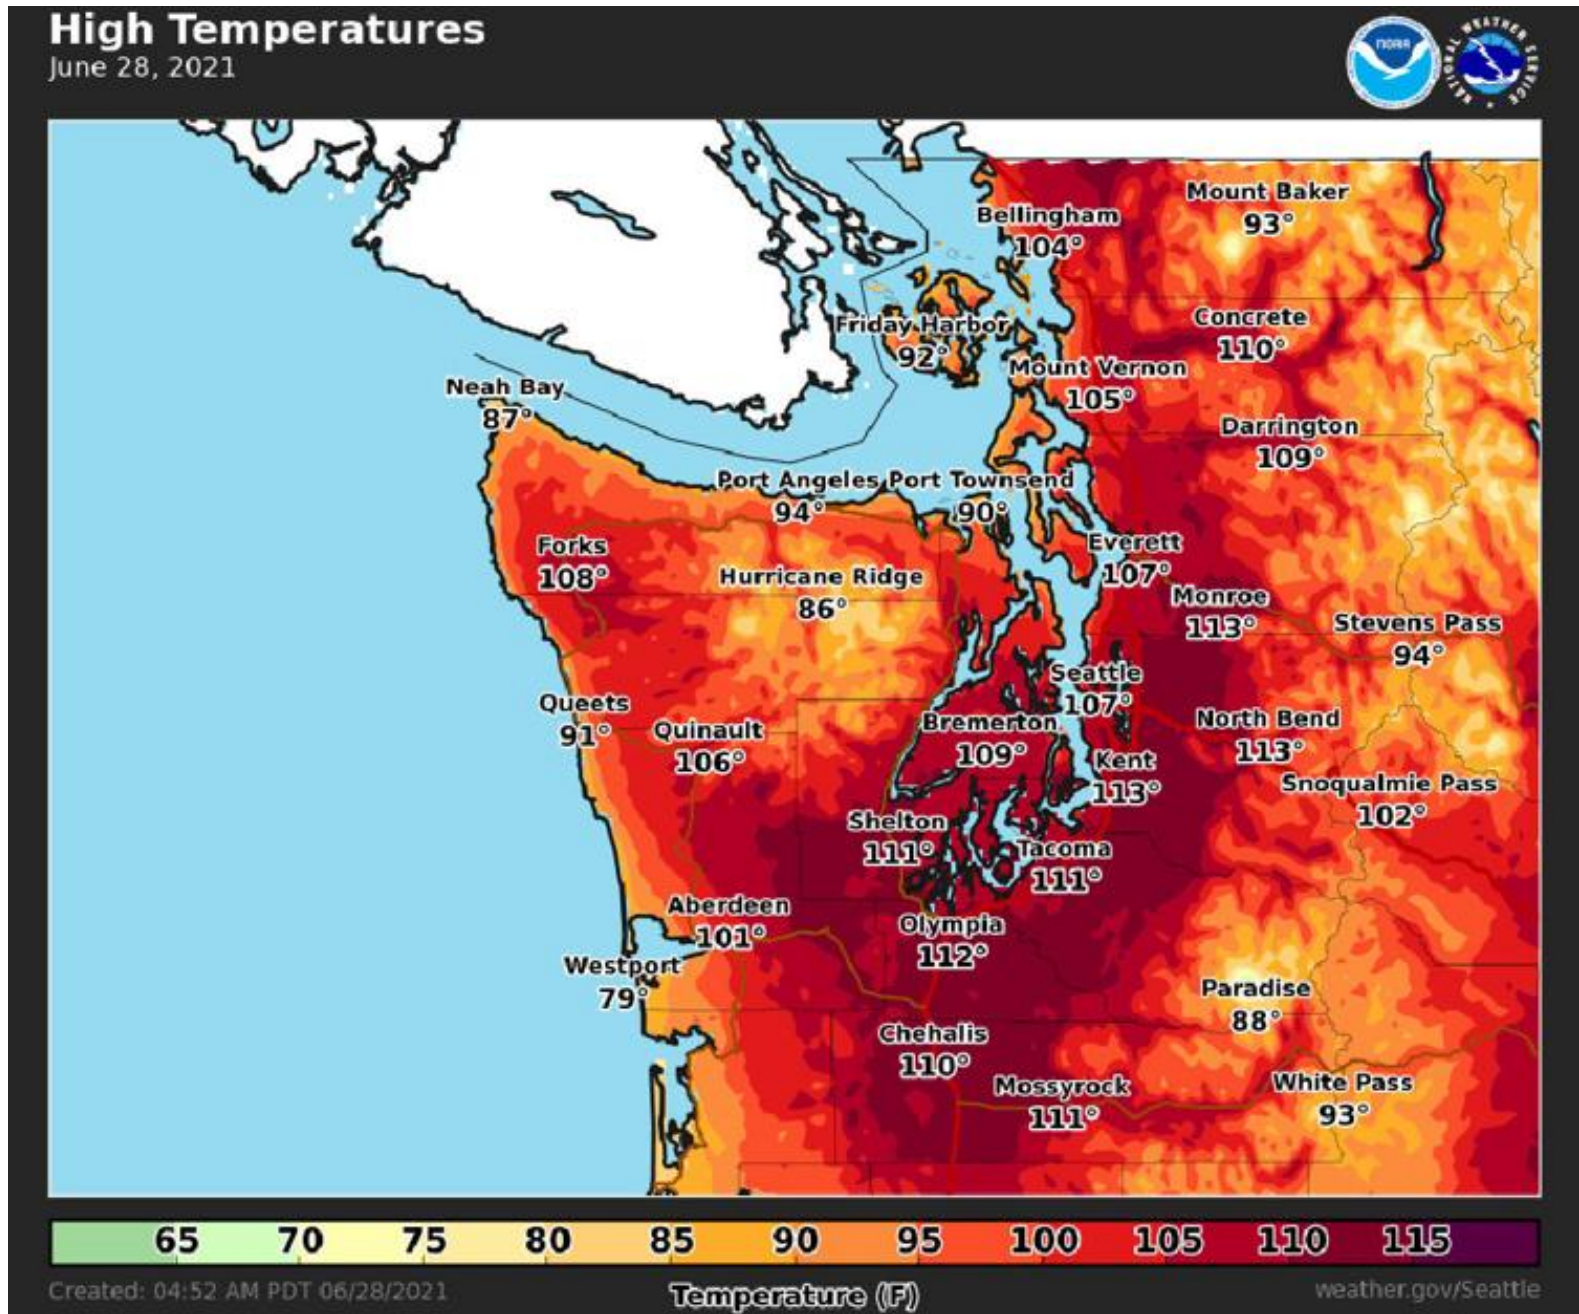 High Temperatures
June 28, 2021
NOAA
NATIONAL WEATHER SERVICE
Mount Baker
93°
Bellingham
104°
Concrete
110°
Friday Harbor
92°
Mount Vernon
105°
Neah Bay
87°
Darrington
109°
Port Angeles
94°
Port Townsend
90°
Forks
108°
Everett
107°
Hurricane Ridge
86°
Monroe
113°
Stevens Pass
94°
Seattle
107°
Queets
91°
Quinault
106°
Bremerton
109°
North Bend
113°
Kent
113°
Snoqualmie Pass
102°
Shelton
111°
Tacoma
111°
Aberdeen
101°
Olympia
112°
Westport
79°
Paradise
88°
Chehalis
110°
Mossyrock
111°
White Pass
93°
65 70 75 80 85 90 95 100 105 110 115
Created: 04:52 AM PDT 06/28/2021
Temperature (F)
weather.gov/Seattle